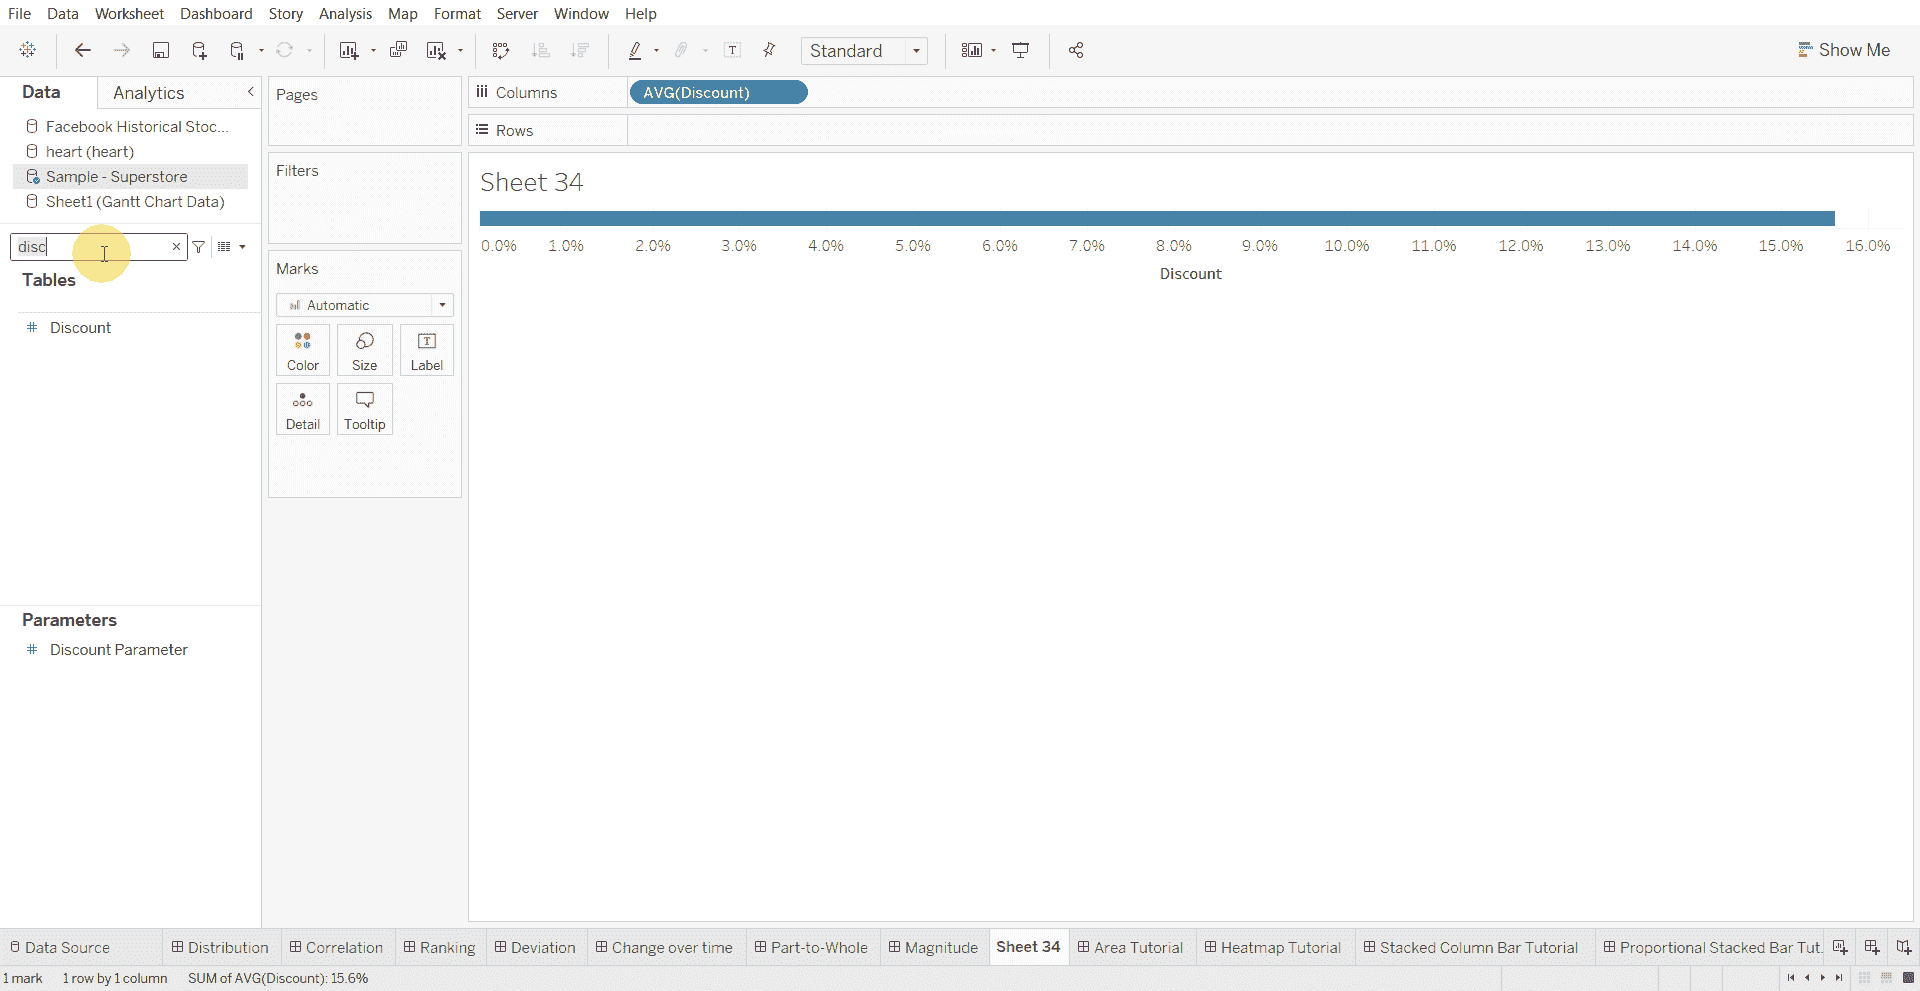 File Data Worksheet Dashboard Story Analysis Map Format Server Window Help
Standard
Show Me
Data Analytics
Facebook Historical Stoc...
heart (heart)
Sample - Superstore
Sheet1 (Gantt Chart Data)
disc
Tables
# Discount
Parameters
# Discount Parameter
Pages
Filters
Marks
Automatic
Color Size T Label
Detail Tooltip
Columns AVG(Discount)
Rows
Sheet 34
0.0% 1.0% 2.0% 3.0% 4.0% 5.0% 6.0% 7.0% 8.0% 9.0% 10.0% 11.0% 12.0% 13.0% 14.0% 15.0% 16.0%
Discount
Data Source Distribution Correlation Ranking Deviation Change over time Part-to-Whole Magnitude Sheet 34 Area Tutorial Heatmap Tutorial Stacked Column Bar Tutorial Proportional Stacked Bar Tut.
1 mark 1 row by 1 column SUM of AVG(Discount): 15.6%